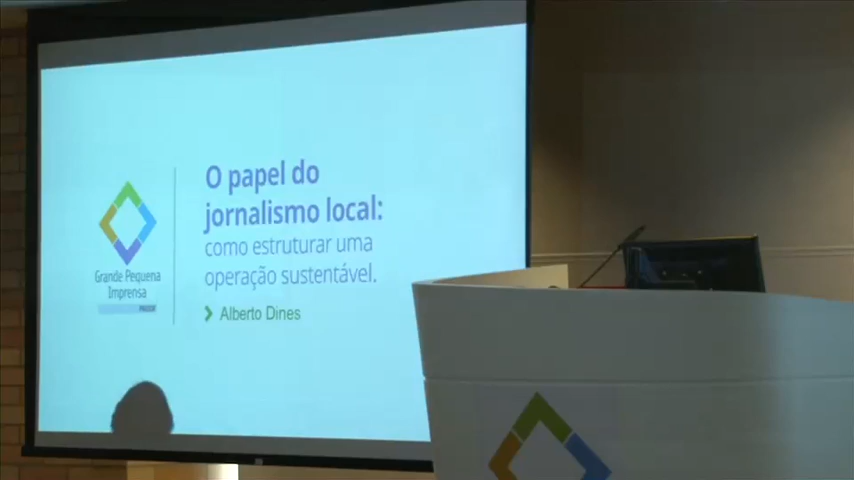 O papel do
jornalismo local:
como estruturar uma
operação sustentável.
Alberto Dines
Grande Pequena
Imprensa